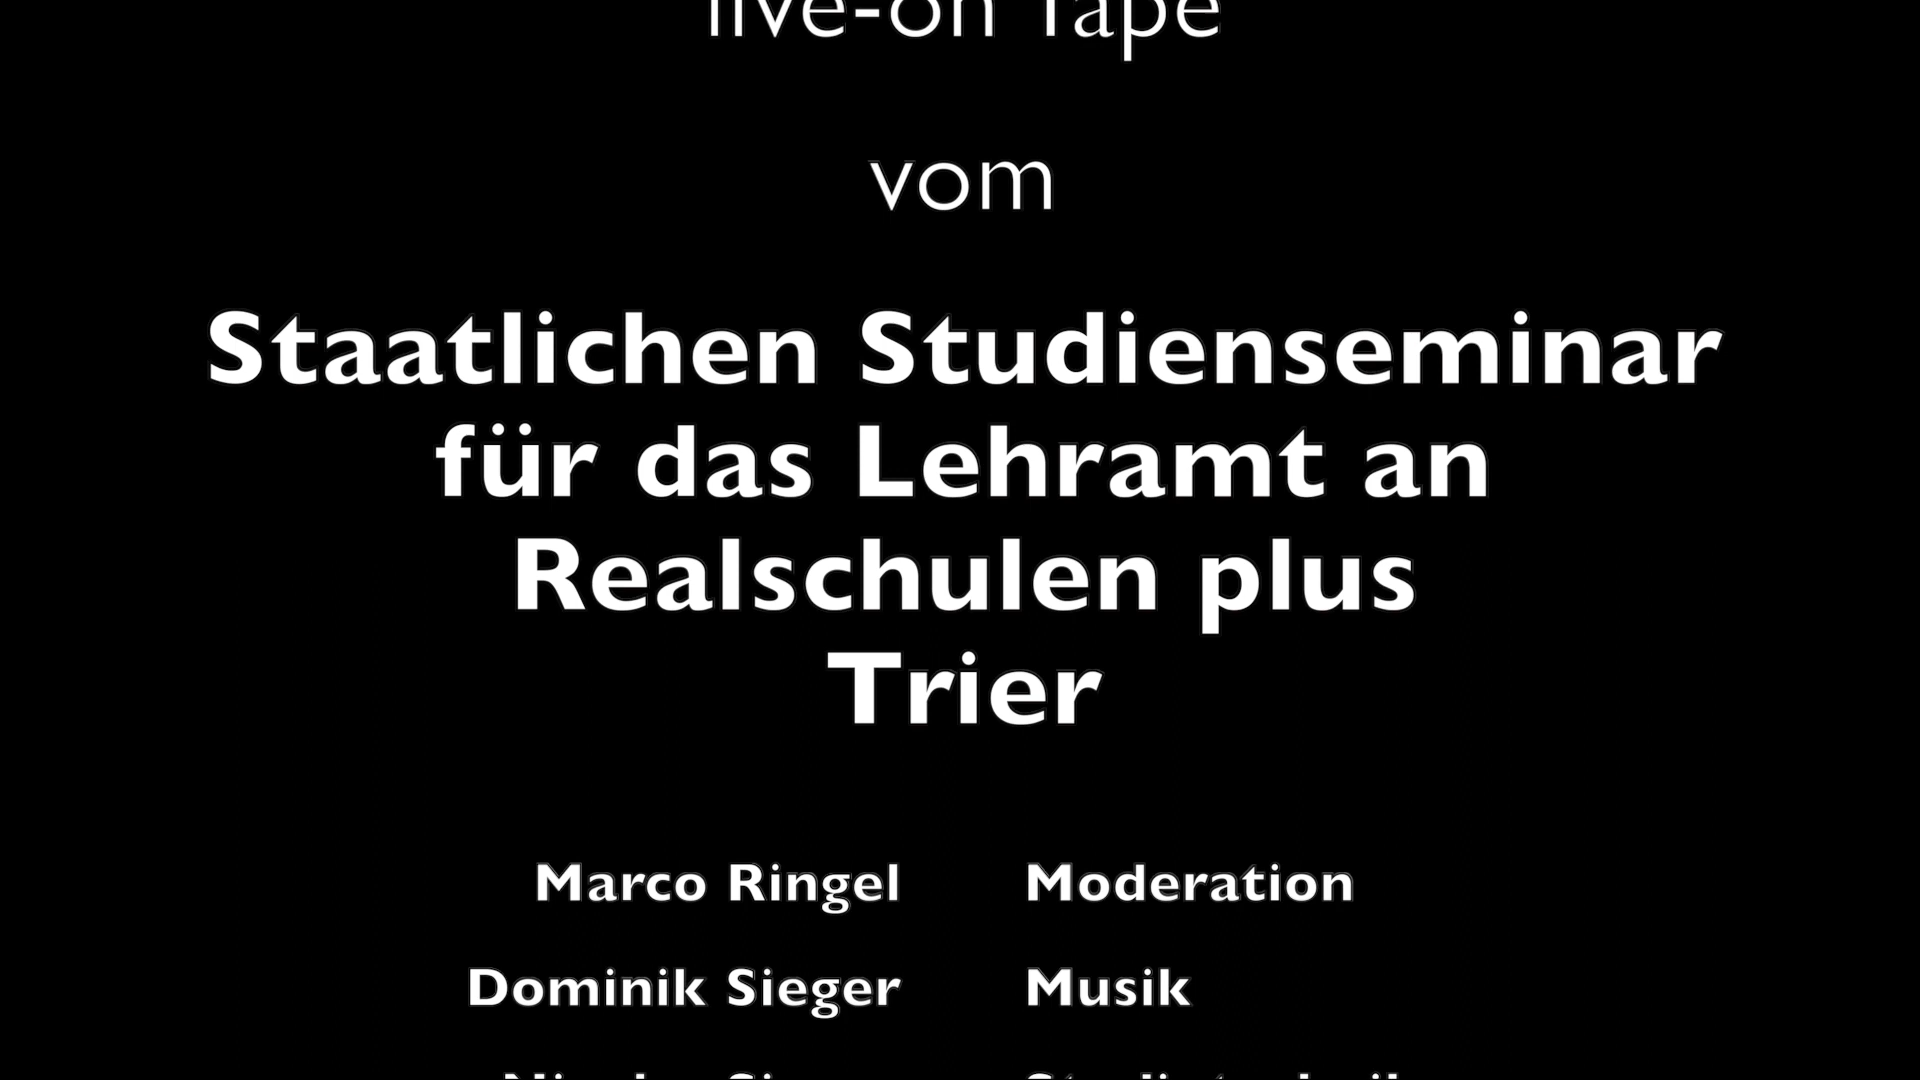 live-on Tape
vom
Staatlichen Studienseminar
für das Lehramt an
Realschulen plus
Trier
Marco Ringel Moderation
Dominik Sieger Musik